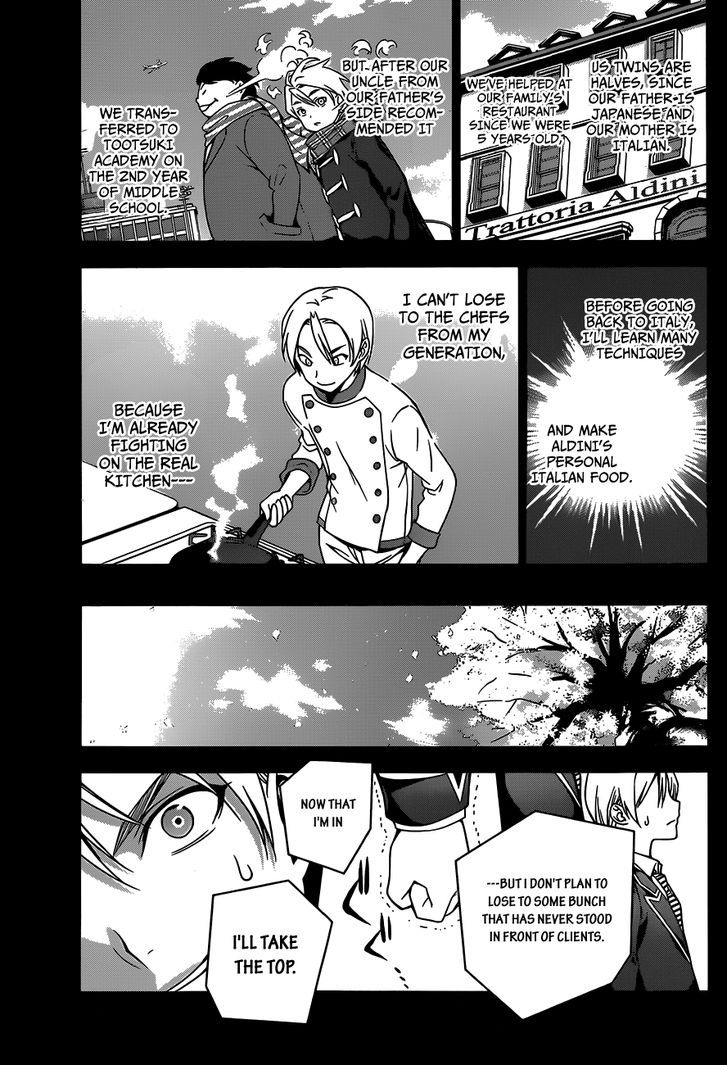 US TWINS ARE
HALVES, SINCE
OUR FATHER IS
JAPANESE AND
OUR MOTHER IS
ITALIAN.
WE'VE HELPED AT
OUR FAMILY'S
RESTAURANT
SINCE WE WERE
5 YEARS OLD,
Trattoria Aldini
BUT AFTER OUR
UNCLE FROM
OUR FATHER'S
SIDE RECOM-
MENDED IT
WE TRANS-
FERRED TO
TOOTSUKI
ACADEMY ON
THE 2ND YEAR
OF MIDDLE
SCHOOL.
BEFORE GOING
BACK TO ITALY,
I'LL LEARN MANY
TECHNIQUES
AND MAKE
ALDINI'S
PERSONAL
ITALIAN FOOD.
I CAN'T LOSE
TO THE CHEFS
FROM MY
GENERATION,
BECAUSE
I'M ALREADY
FIGHTING
ON THE REAL
KITCHEN---
---BUT I DON'T PLAN TO
LOSE TO SOME BUNCH
THAT HAS NEVER STOOD
IN FRONT OF CLIENTS.
NOW THAT
I'M IN
I'LL TAKE
THE TOP.